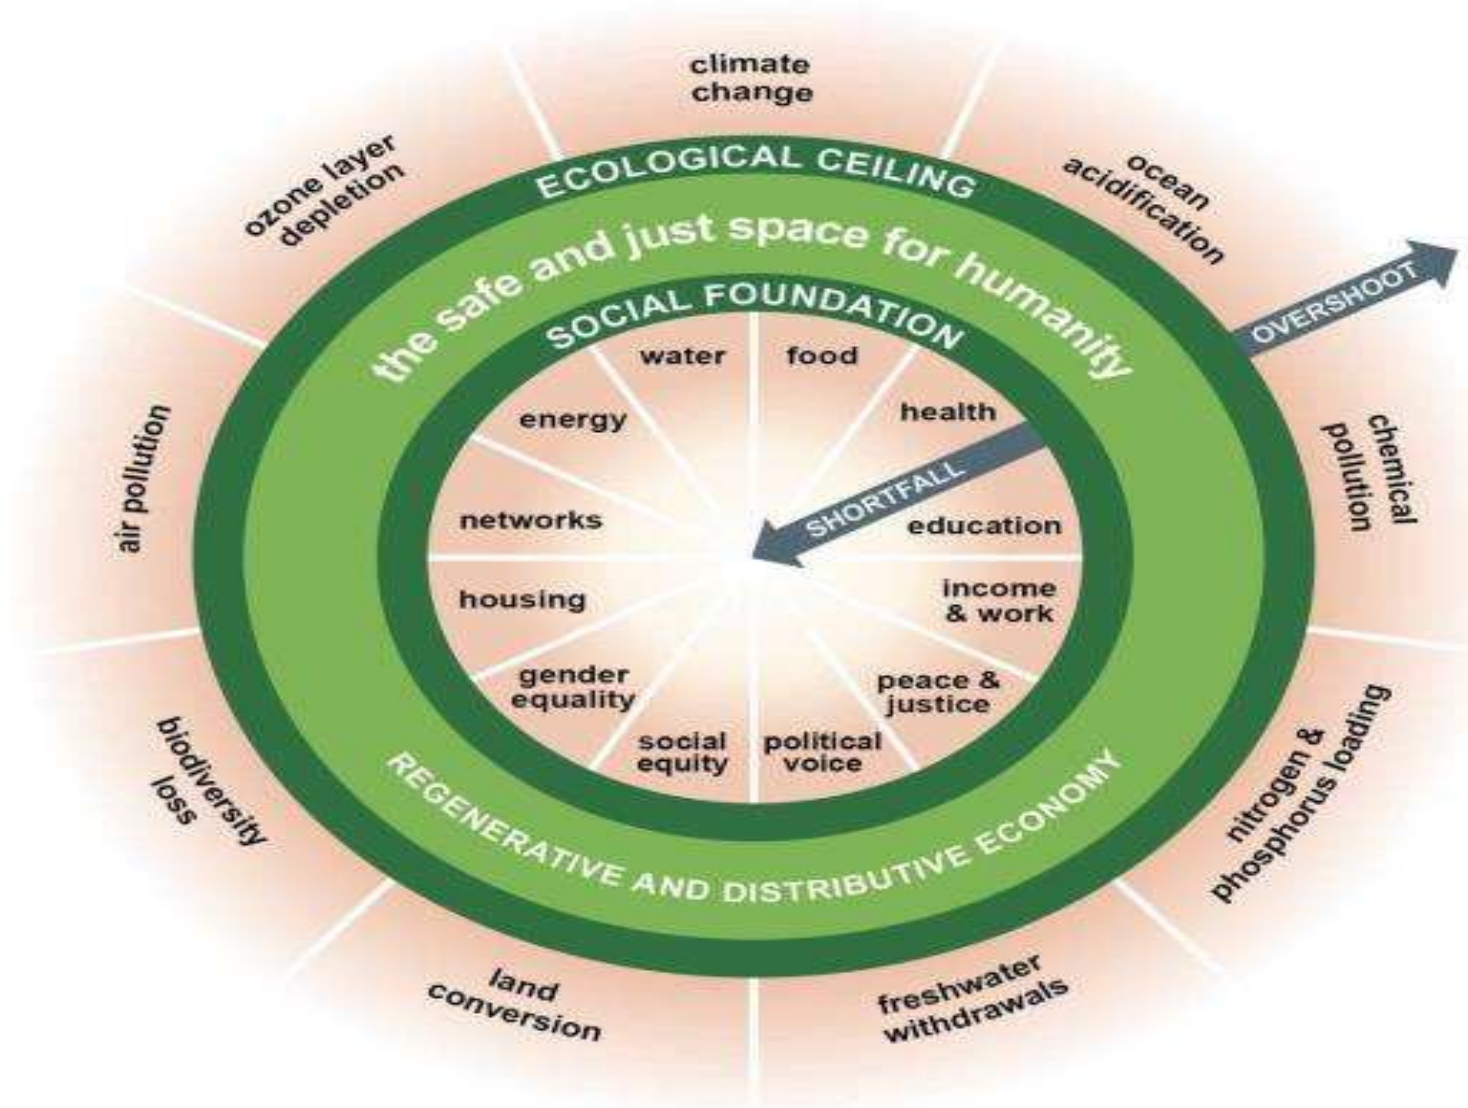 climate
change
ocean
acidification
OVERSHOOT
chemical
pollution
nitrogen &
phosphorus loading
freshwater
withdrawals
land
conversion
biodiversity
loss
air pollution
ozone layer
depletion
ECOLOGICAL CEILING
the safe and just space for humanity
SOCIAL FOUNDATION
water
food
health
SHORTFALL
education
income
& work
peace &
justice
political
voice
social
equity
gender
equality
housing
networks
energy
REGENERATIVE AND DISTRIBUTIVE ECONOMY